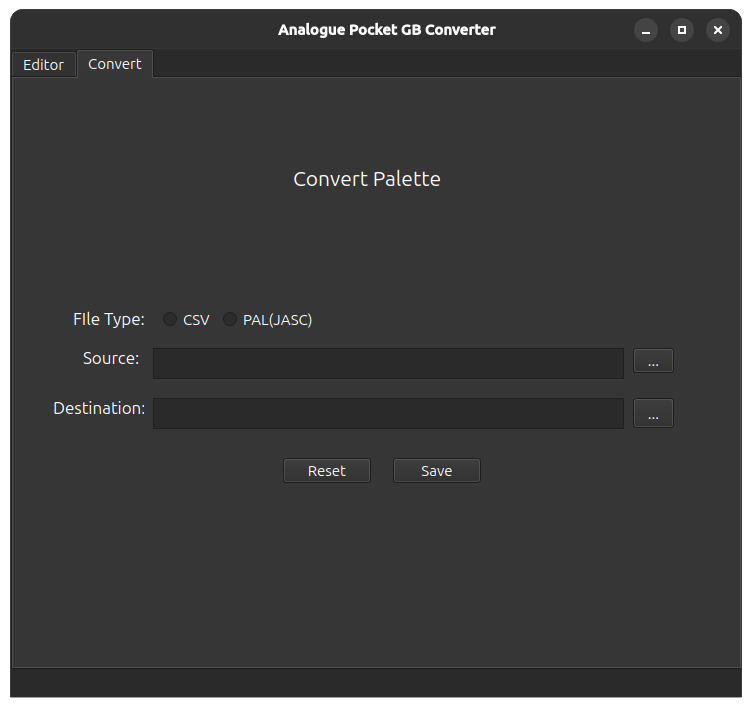 Analogue Pocket GB Converter
Editor Convert
Convert Palette
FIle Type: CSV PAL(JASC)
Source: ...
Destination: ...
Reset Save